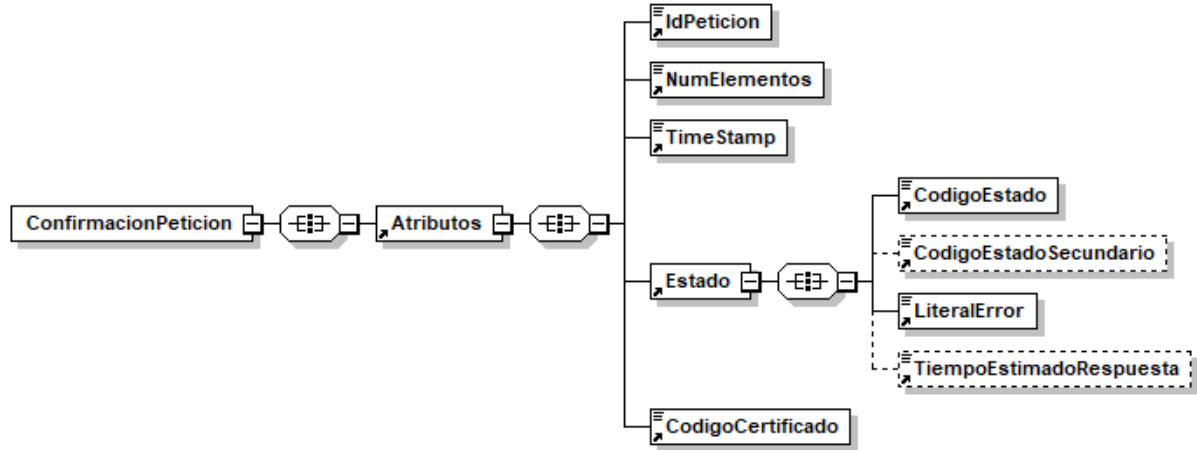 IdPeticion
NumElementos
TimeStamp
ConfirmacionPeticion
Atributos
Estado
CodigoEstado
CodigoEstadoSecundario
LiteralError
TiempoEstimadoRespuesta
CodigoCertificado